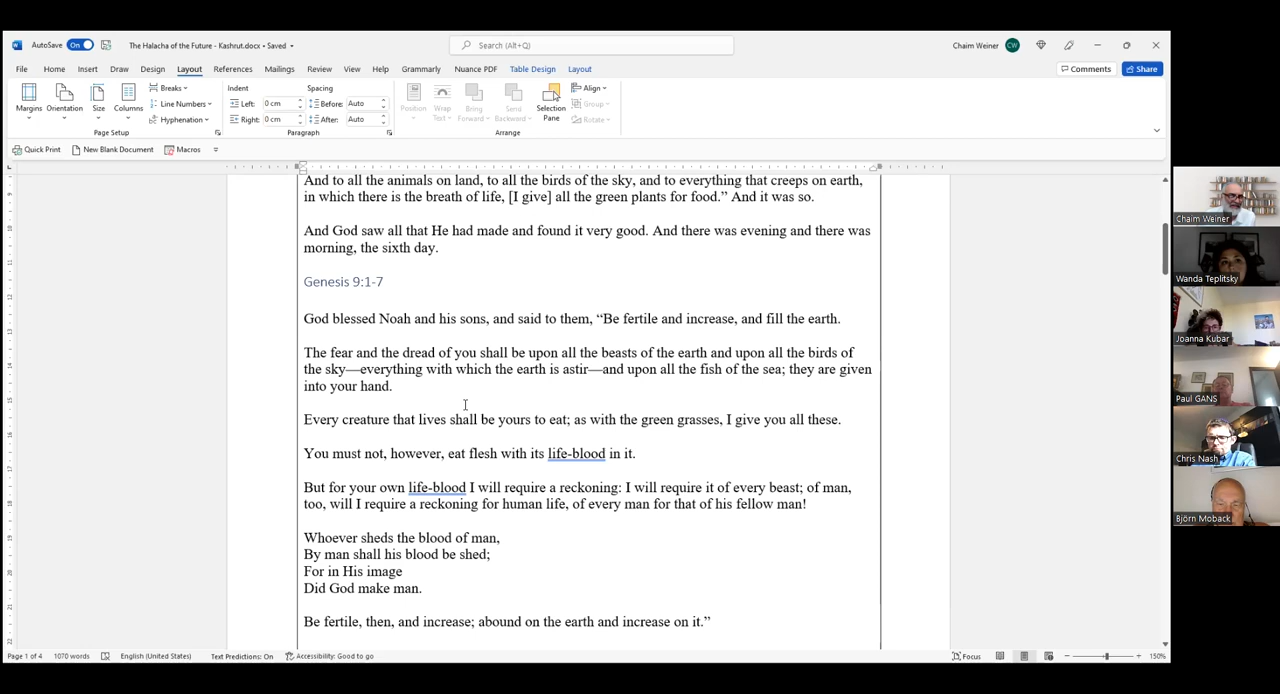 AutoSave On The Halacha of the Future - Kashrut.docx • Saved Search (Alt+Q) Chaim Weiner CW
File Home Insert Draw Design Layout References Mailings Review View Help Grammarly Nuance PDF Table Design Layout Comments Share
Margins Orientation Size Columns Breaks Line Numbers Hyphenation
Page Setup
Indent Spacing
Left: 0 cm Before: Auto
Right: 0 cm After: Auto
Paragraph
Position Wrap Text Bring Forward Send Backward Selection Pane Align Group Rotate
Arrange
Quick Print New Blank Document Macros
And to all the animals on land, to all the birds of the sky, and to everything that creeps on earth,
in which there is the breath of life, [I give] all the green plants for food.” And it was so.
And God saw all that He had made and found it very good. And there was evening and there was
morning, the sixth day.
Genesis 9:1-7
God blessed Noah and his sons, and said to them, “Be fertile and increase, and fill the earth.
The fear and the dread of you shall be upon all the beasts of the earth and upon all the birds of
the sky—everything with which the earth is astir—and upon all the fish of the sea; they are given
into your hand.
Every creature that lives shall be yours to eat; as with the green grasses, I give you all these.
You must not, however, eat flesh with its life-blood in it.
But for your own life-blood I will require a reckoning: I will require it of every beast; of man,
too, will I require a reckoning for human life, of every man for that of his fellow man!
Whoever sheds the blood of man,
By man shall his blood be shed;
For in His image
Did God make man.
Be fertile, then, and increase; abound on the earth and increase on it.”
Chaim Weiner
Wanda Teplitsky
Joanna Kubar
Paul GANS
Chris Nash
Björn Moback
Page 1 of 4 1070 words English (United States) Text Predictions: On Accessibility: Good to go Focus 150%